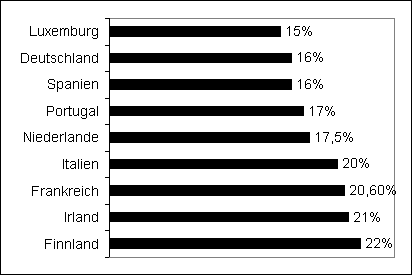 Luxemburg 15%
Deutschland 16%
Spanien 16%
Portugal 17%
Niederlande 17,5%
Italien 20%
Frankreich 20,60%
Irland 21%
Finnland 22%